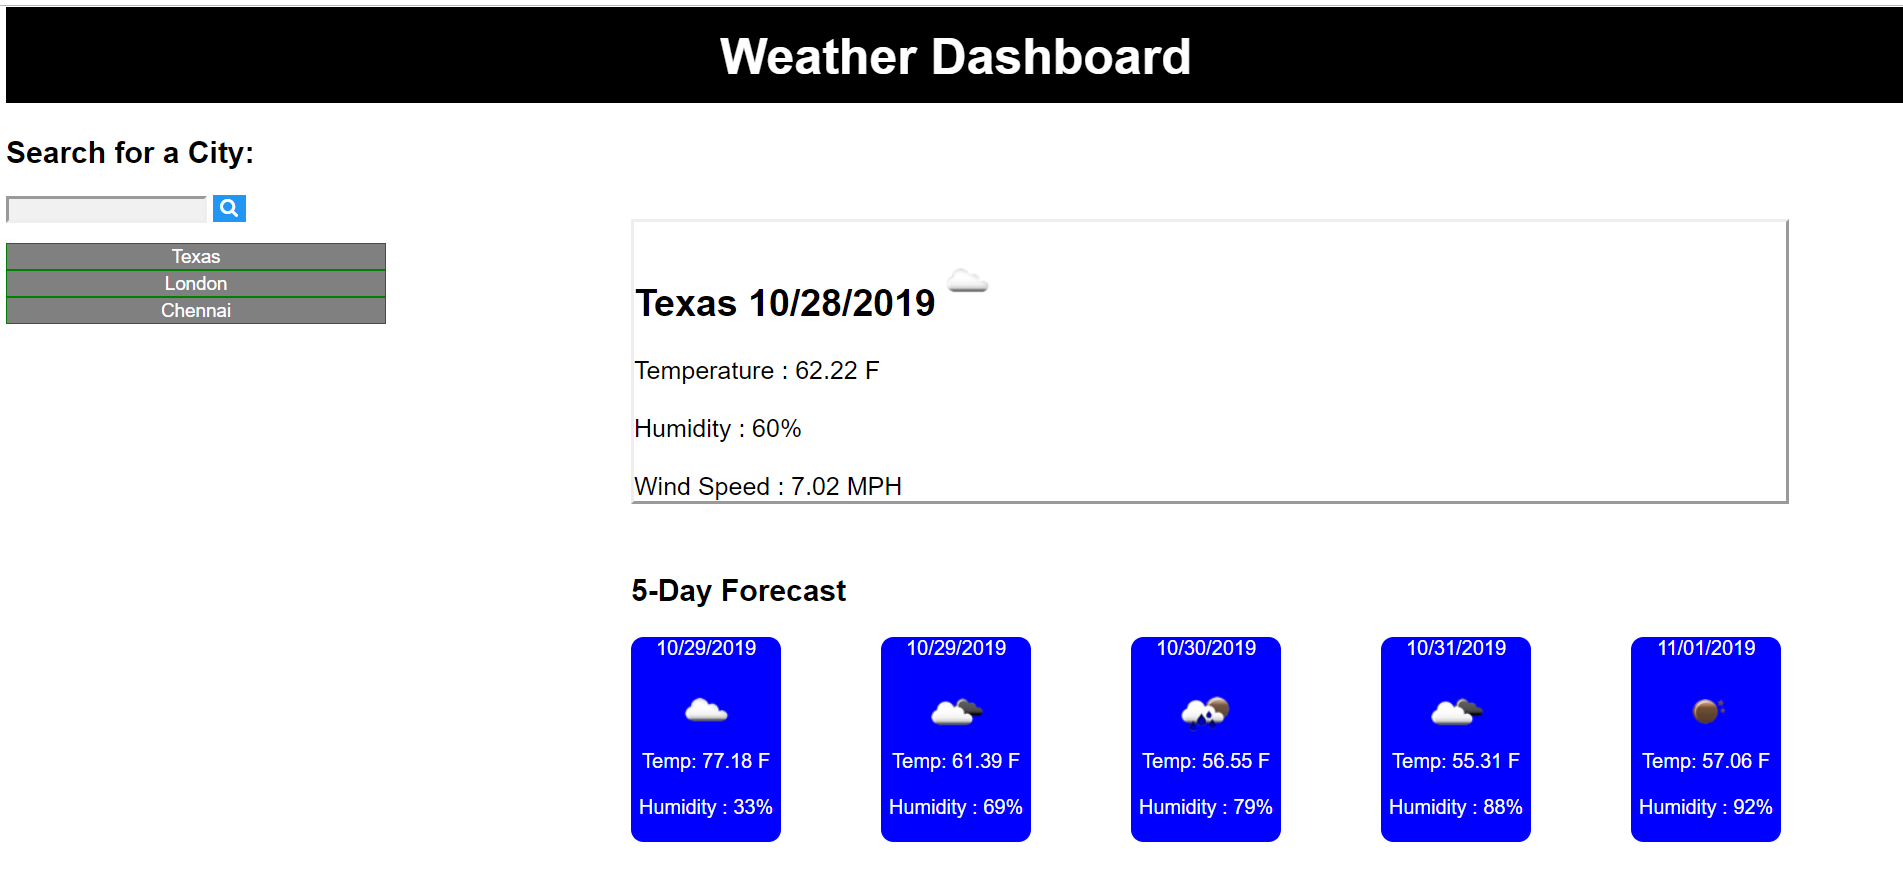 Weather Dashboard
Search for a City:
Texas
London
Chennai
Texas 10/28/2019
Temperature : 62.22 F
Humidity : 60%
Wind Speed : 7.02 MPH
5-Day Forecast
10/29/2019
Temp: 77.18 F
Humidity : 33%
10/29/2019
Temp: 61.39 F
Humidity : 69%
10/30/2019
Temp: 56.55 F
Humidity : 79%
10/31/2019
Temp: 55.31 F
Humidity : 88%
11/01/2019
Temp: 57.06 F
Humidity : 92%